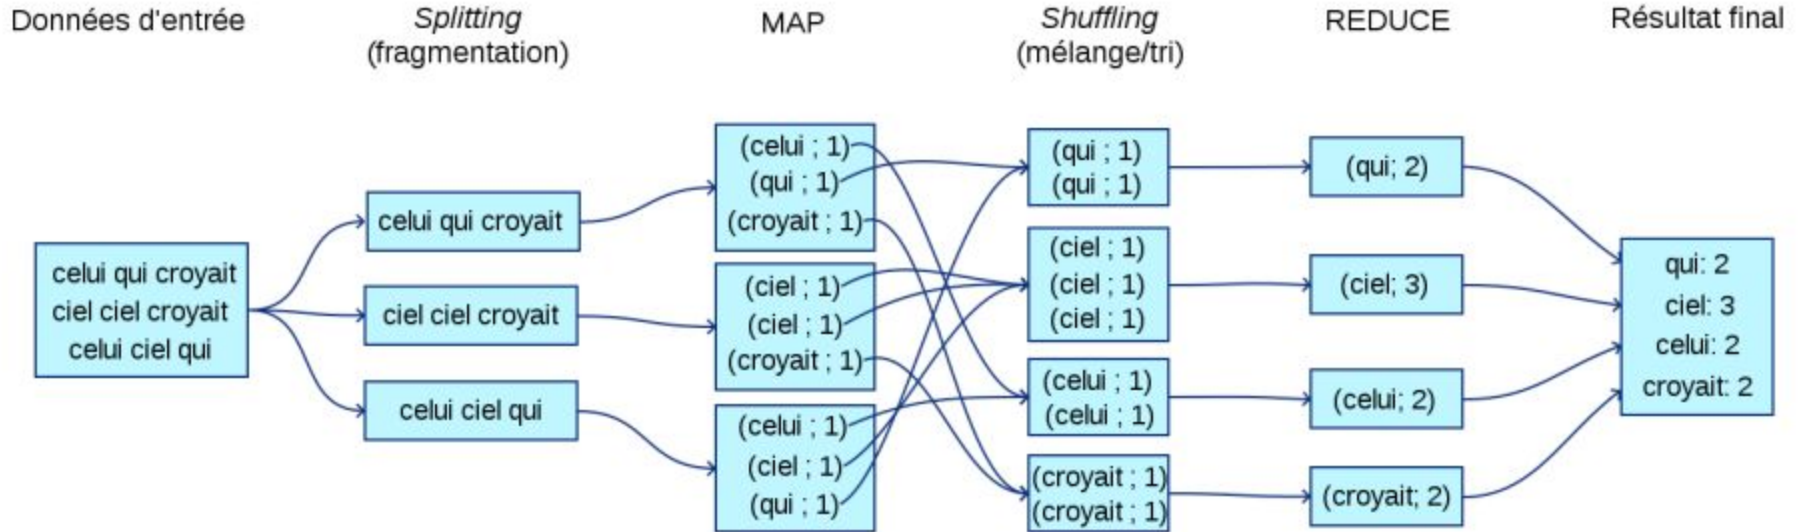 Données d'entrée
Splitting
(fragmentation)
MAP
Shuffling
(mélange/tri)
REDUCE
Résultat final
celui qui croyait
ciel ciel croyait
celui ciel qui
celui qui croyait
ciel ciel croyait
celui ciel qui
(celui ; 1)
(qui ; 1)
(croyait ; 1)
(ciel ; 1)
(ciel ; 1)
(croyait ; 1)
(celui ; 1)
(ciel ; 1)
(qui ; 1)
(qui ; 1)
(qui ; 1)
(ciel ; 1)
(ciel ; 1)
(ciel ; 1)
(celui ; 1)
(celui ; 1)
(croyait ; 1)
(croyait ; 1)
(qui; 2)
(ciel; 3)
(celui; 2)
(croyait; 2)
qui: 2
ciel: 3
celui: 2
croyait: 2